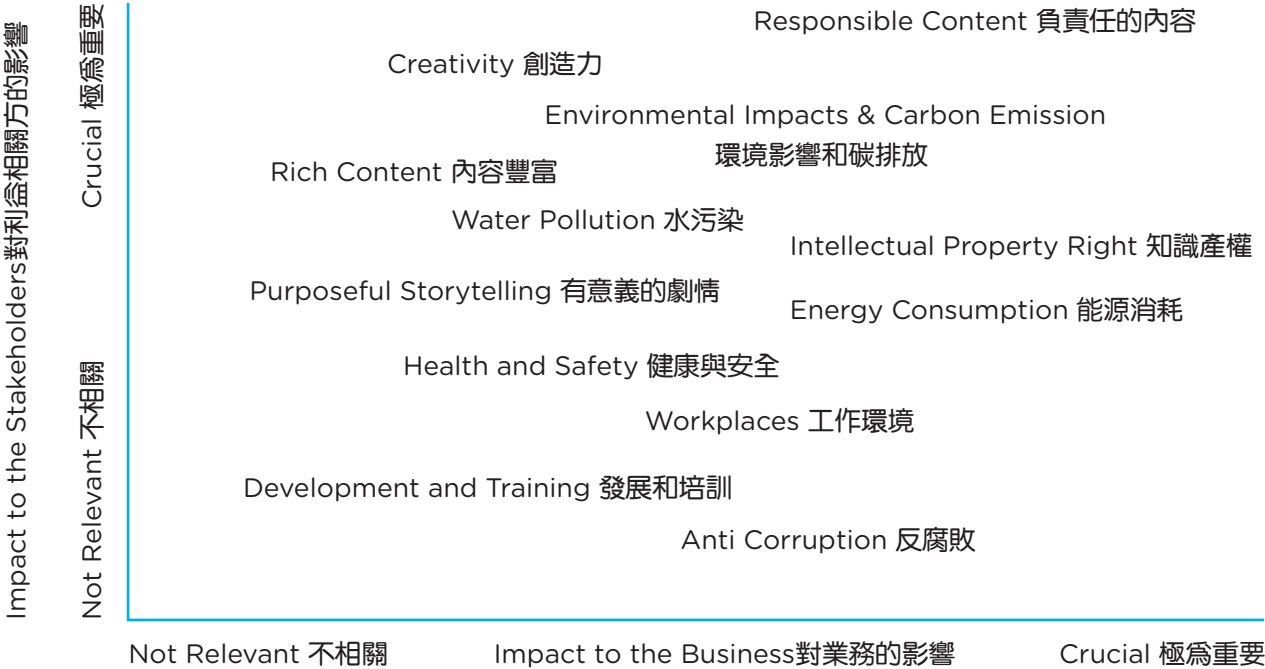 Impact to the Stakeholders對利益相關方的影響
Crucial 極為重要
Not Relevant 不相關
Responsible Content 負責任的內容
Creativity 創造力
Environmental Impacts & Carbon Emission
環境影響和碳排放
Rich Content 內容豐富
Water Pollution 水污染
Intellectual Property Right 知識產權
Purposeful Storytelling 有意義的劇情
Energy Consumption 能源消耗
Health and Safety 健康與安全
Workplaces 工作環境
Development and Training 發展和培訓
Anti Corruption 反腐敗
Not Relevant 不相關
Impact to the Business對業務的影響
Crucial 極為重要